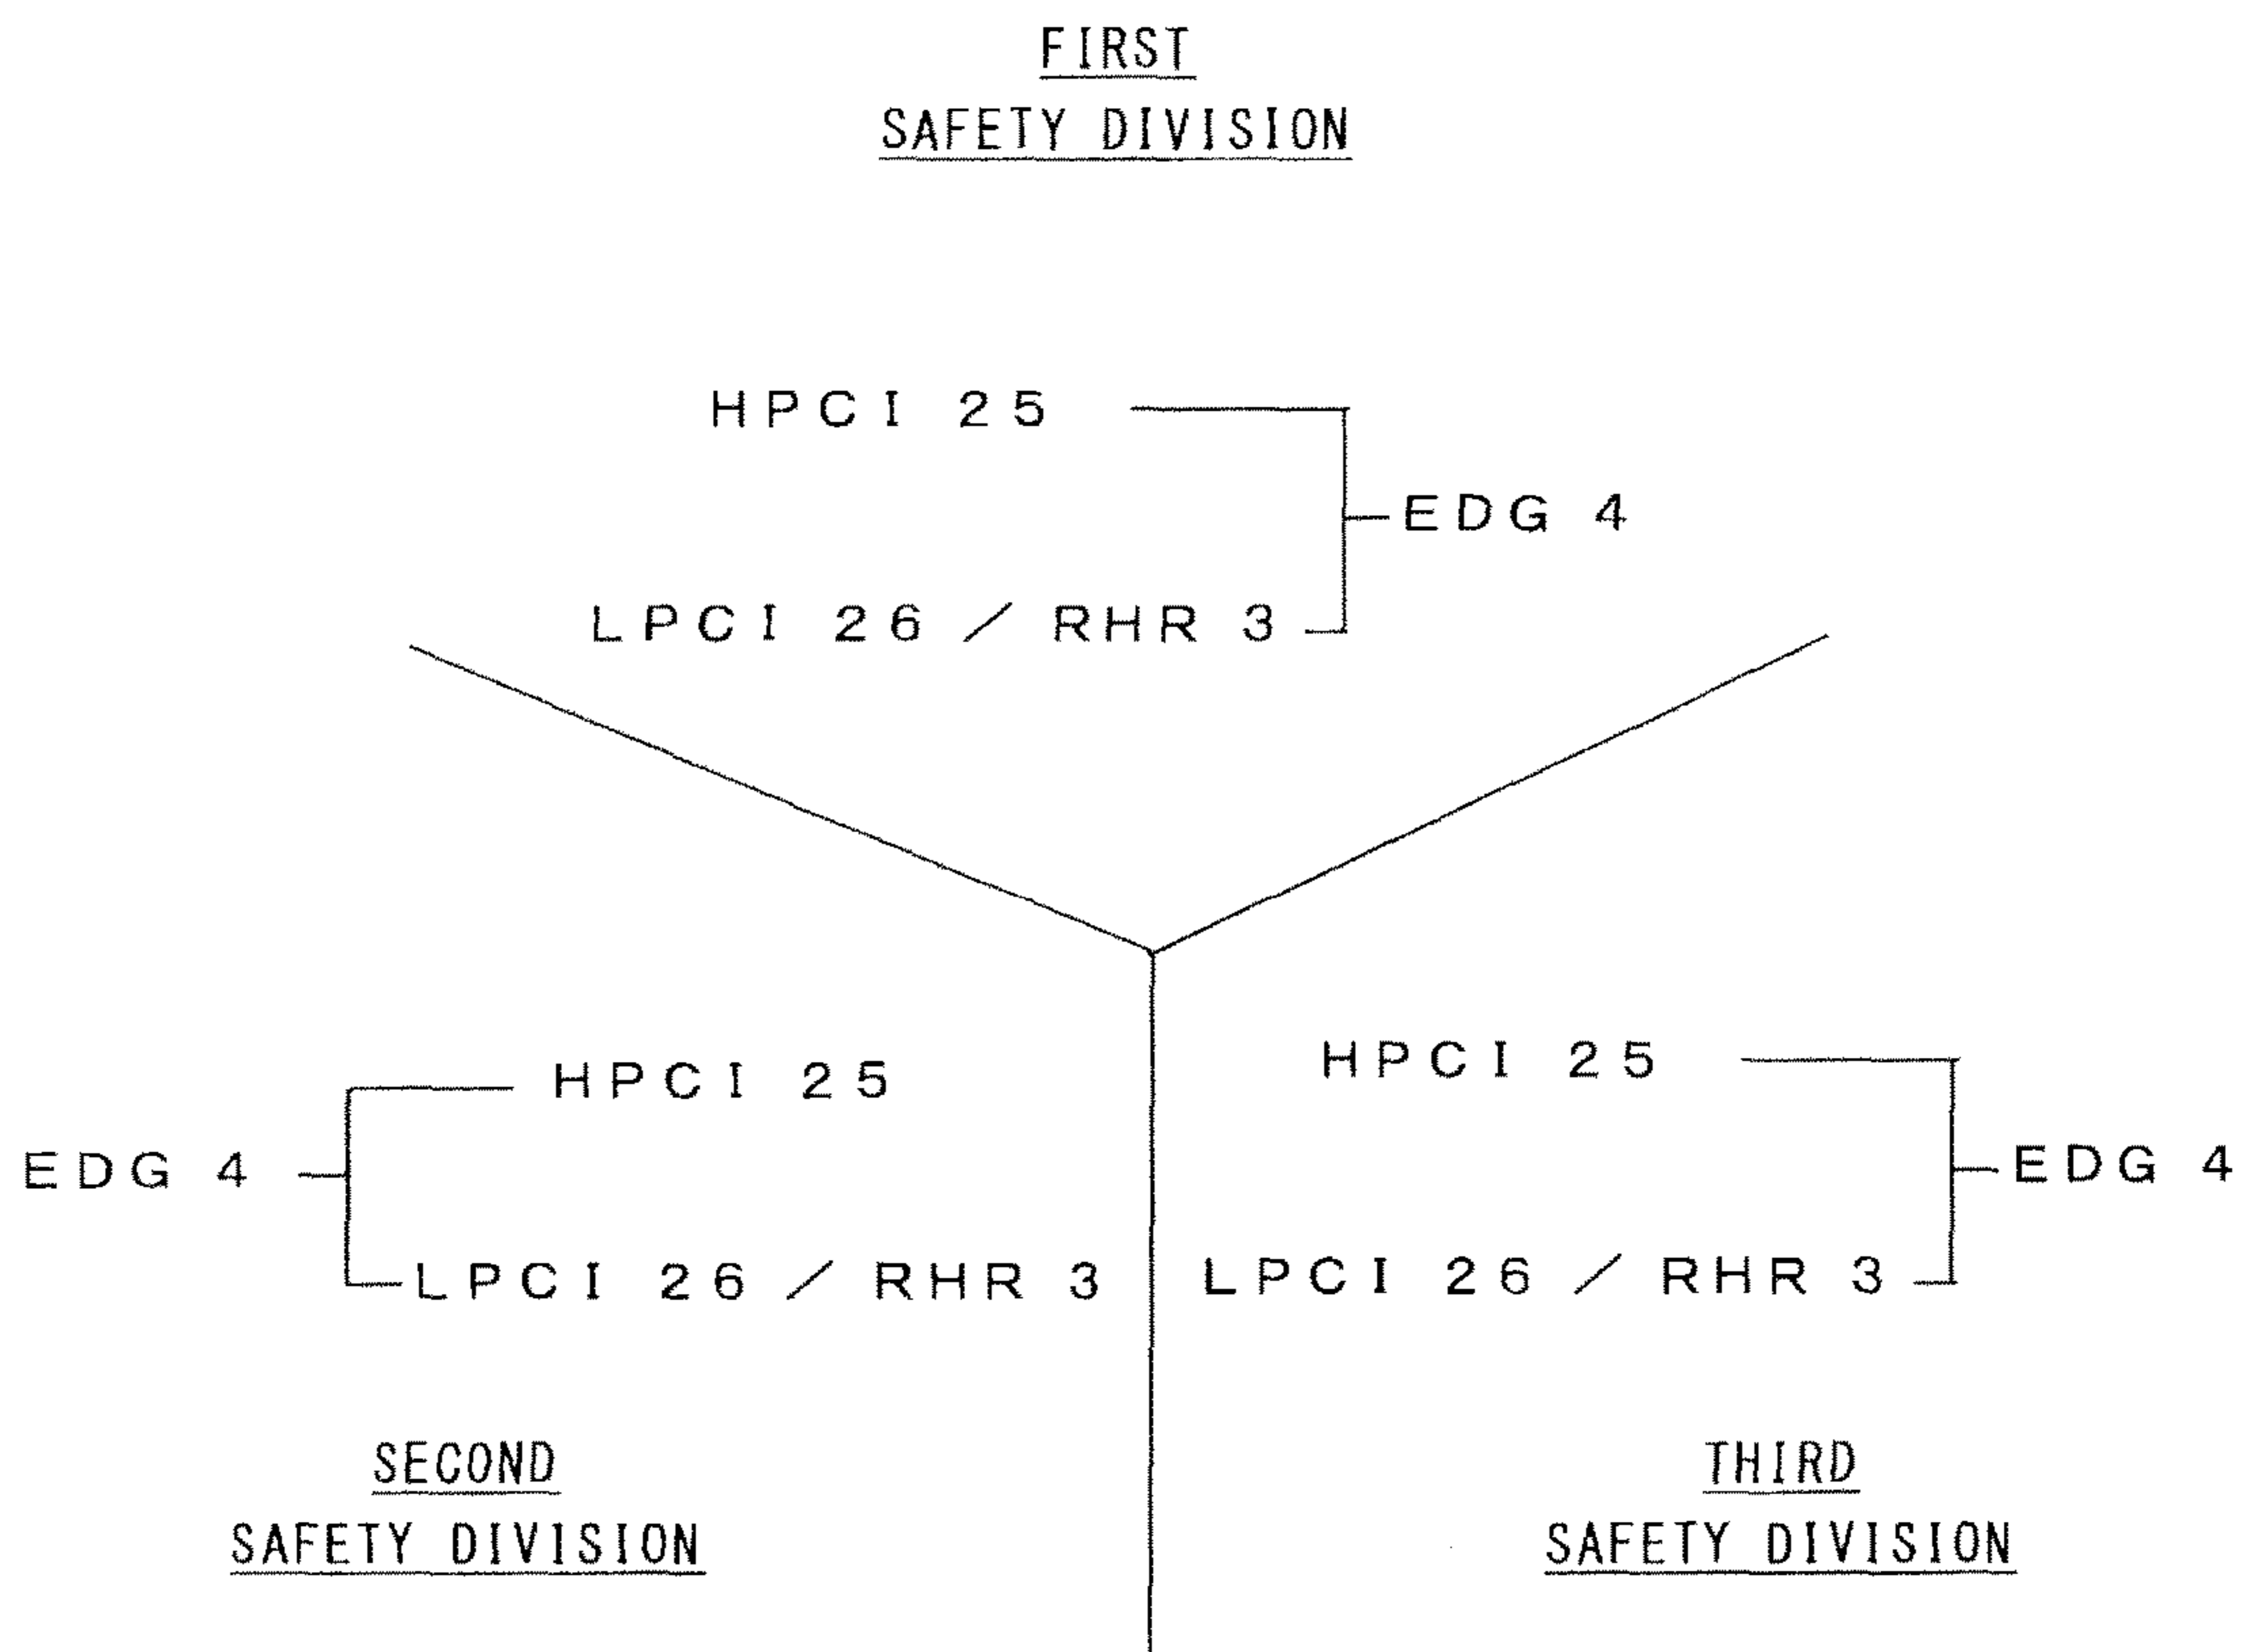 FIRST
SAFETY DIVISION
HPCI 25
EDG 4
LPCI 26 / RHR 3
HPCI 25
EDG 4
LPCI 26 / RHR 3
SECOND
SAFETY DIVISION
HPCI 25
EDG 4
LPCI 26 / RHR 3
THIRD
SAFETY DIVISION